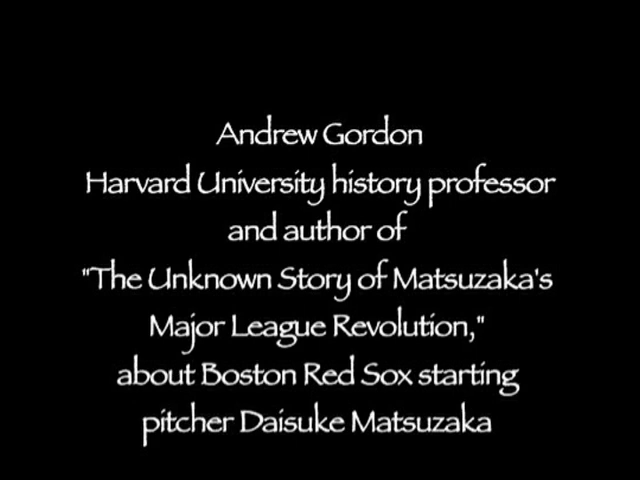 Andrew Gordon
Harvard University history professor
and author of
"The Unknown Story of Matsuzaka's
Major League Revolution,"
about Boston Red Sox starting
pitcher Daisuke Matsuzaka